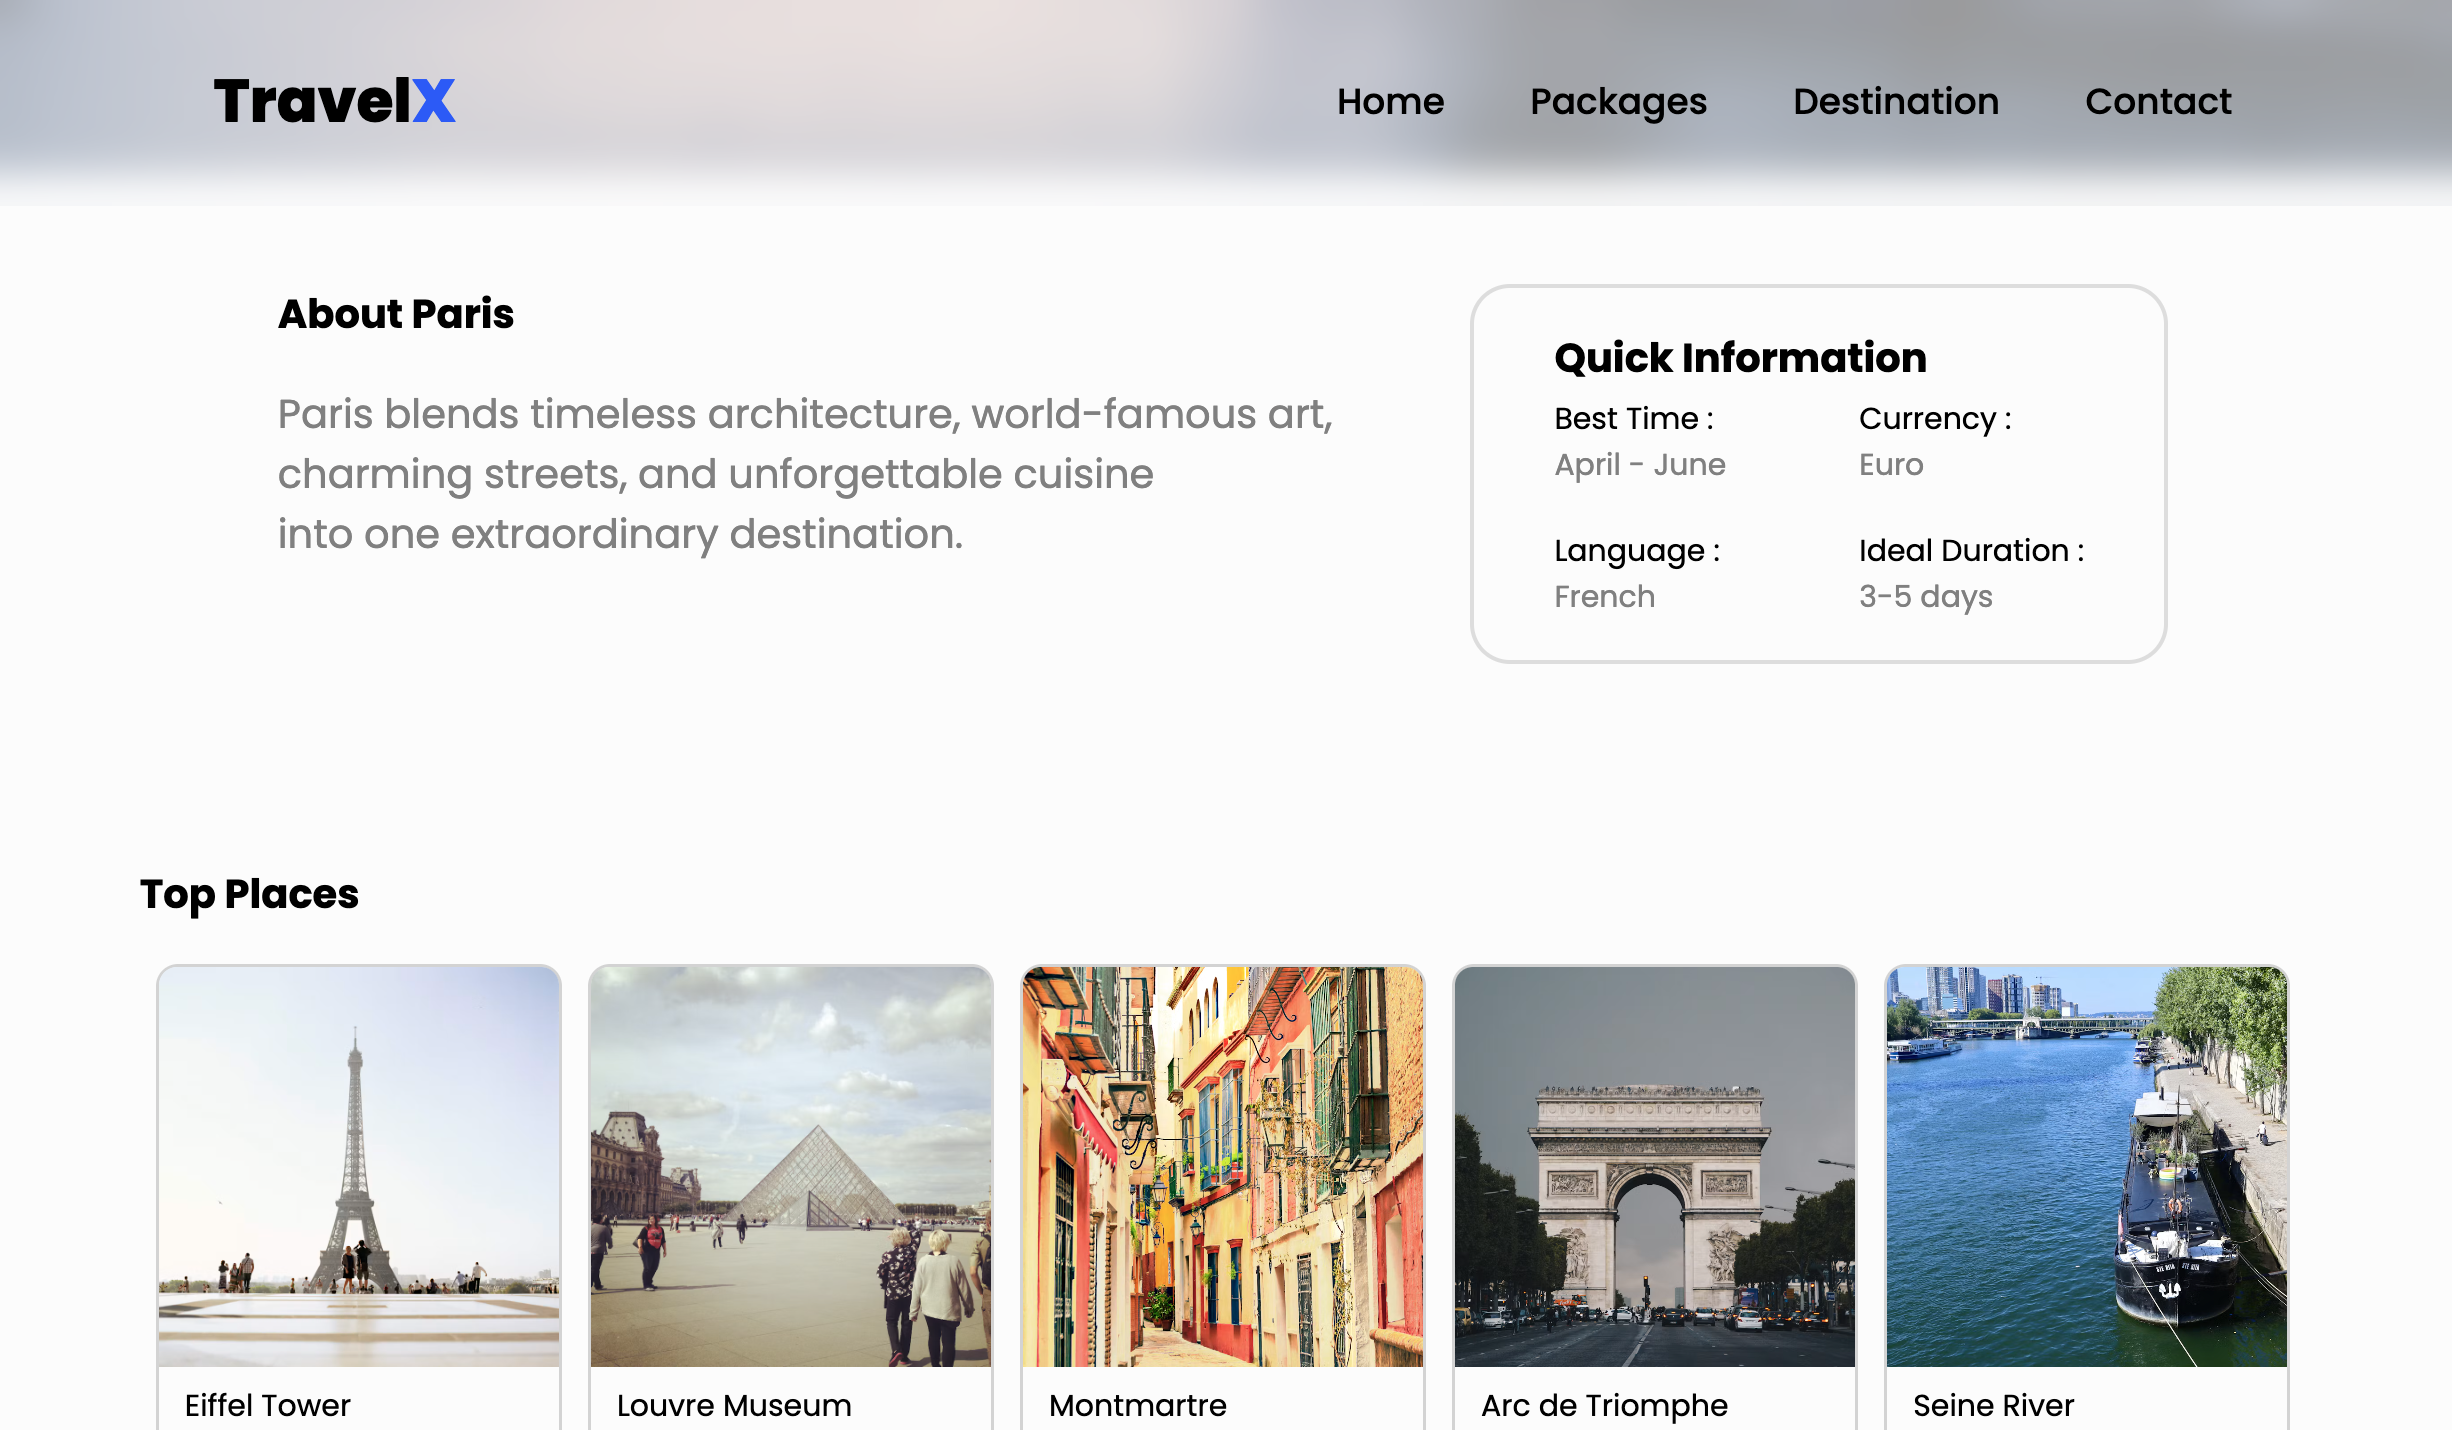 TravelX
Home Packages Destination Contact
About Paris
Paris blends timeless architecture, world-famous art,
charming streets, and unforgettable cuisine
into one extraordinary destination.
Quick Information
Best Time : Currency :
April - June Euro
Language : Ideal Duration :
French 3-5 days
Top Places
Eiffel Tower
Louvre Museum
Montmartre
Arc de Triomphe
Seine River